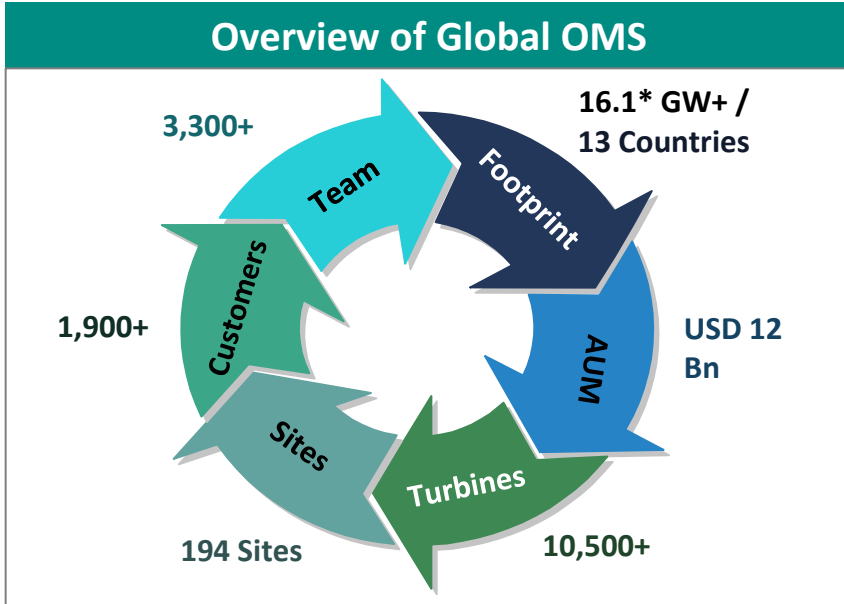 Overview of Global OMS
3,300+
Team
16.1* GW+ /
13 Countries
Footprint
USD 12
Bn
AUM
Turbines
10,500+
Sites
194 Sites
Customers
1,900+